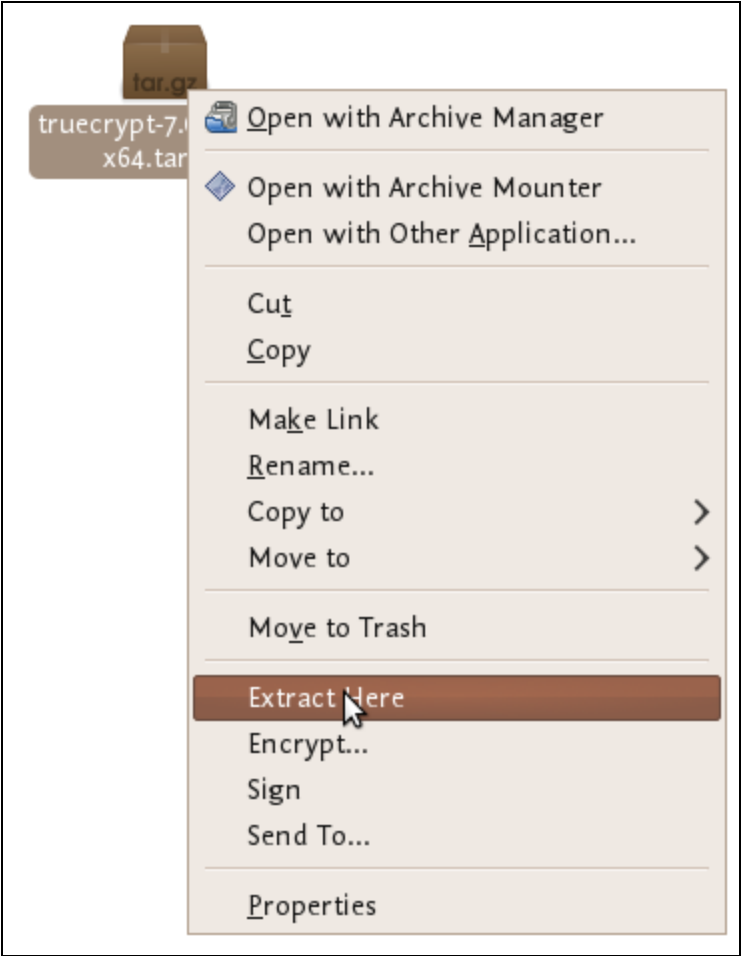 tar.gz
truecrypt-7.
x64.tar
Open with Archive Manager
Open with Archive Mounter
Open with Other Application...
Cut
Copy
Make Link
Rename...
Copy to
Move to
Move to Trash
Extract Here
Encrypt...
Sign
Send To...
Properties